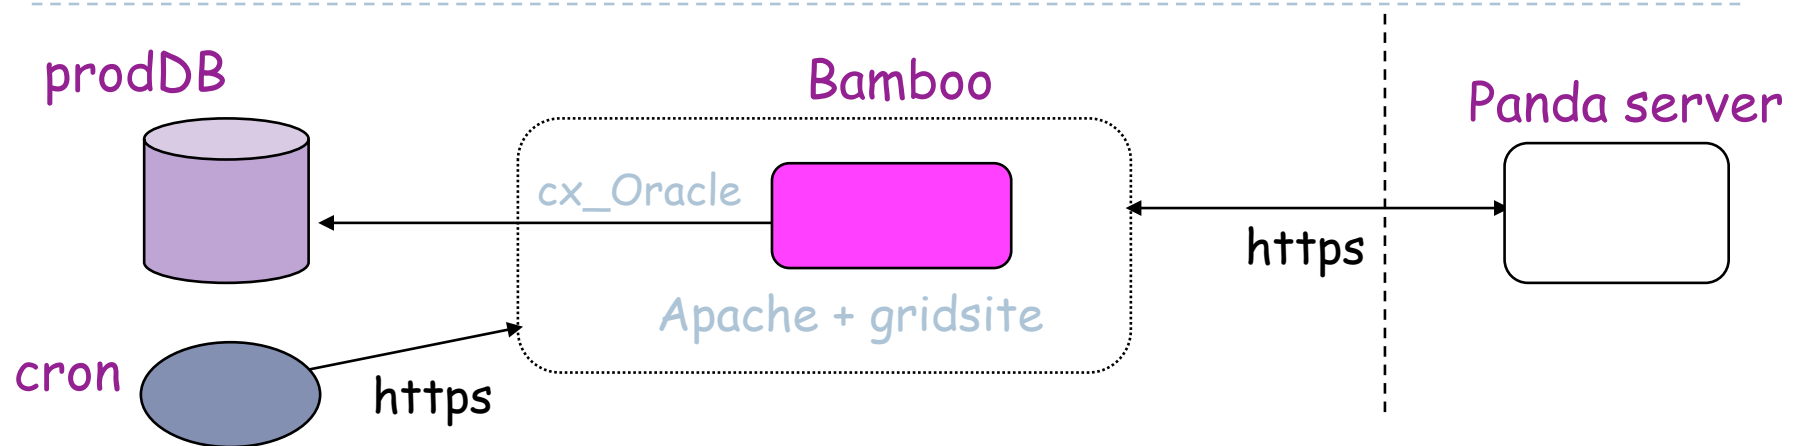 prodDB
Bamboo
Panda server
cx_Oracle
https
Apache + gridsite
cron
https